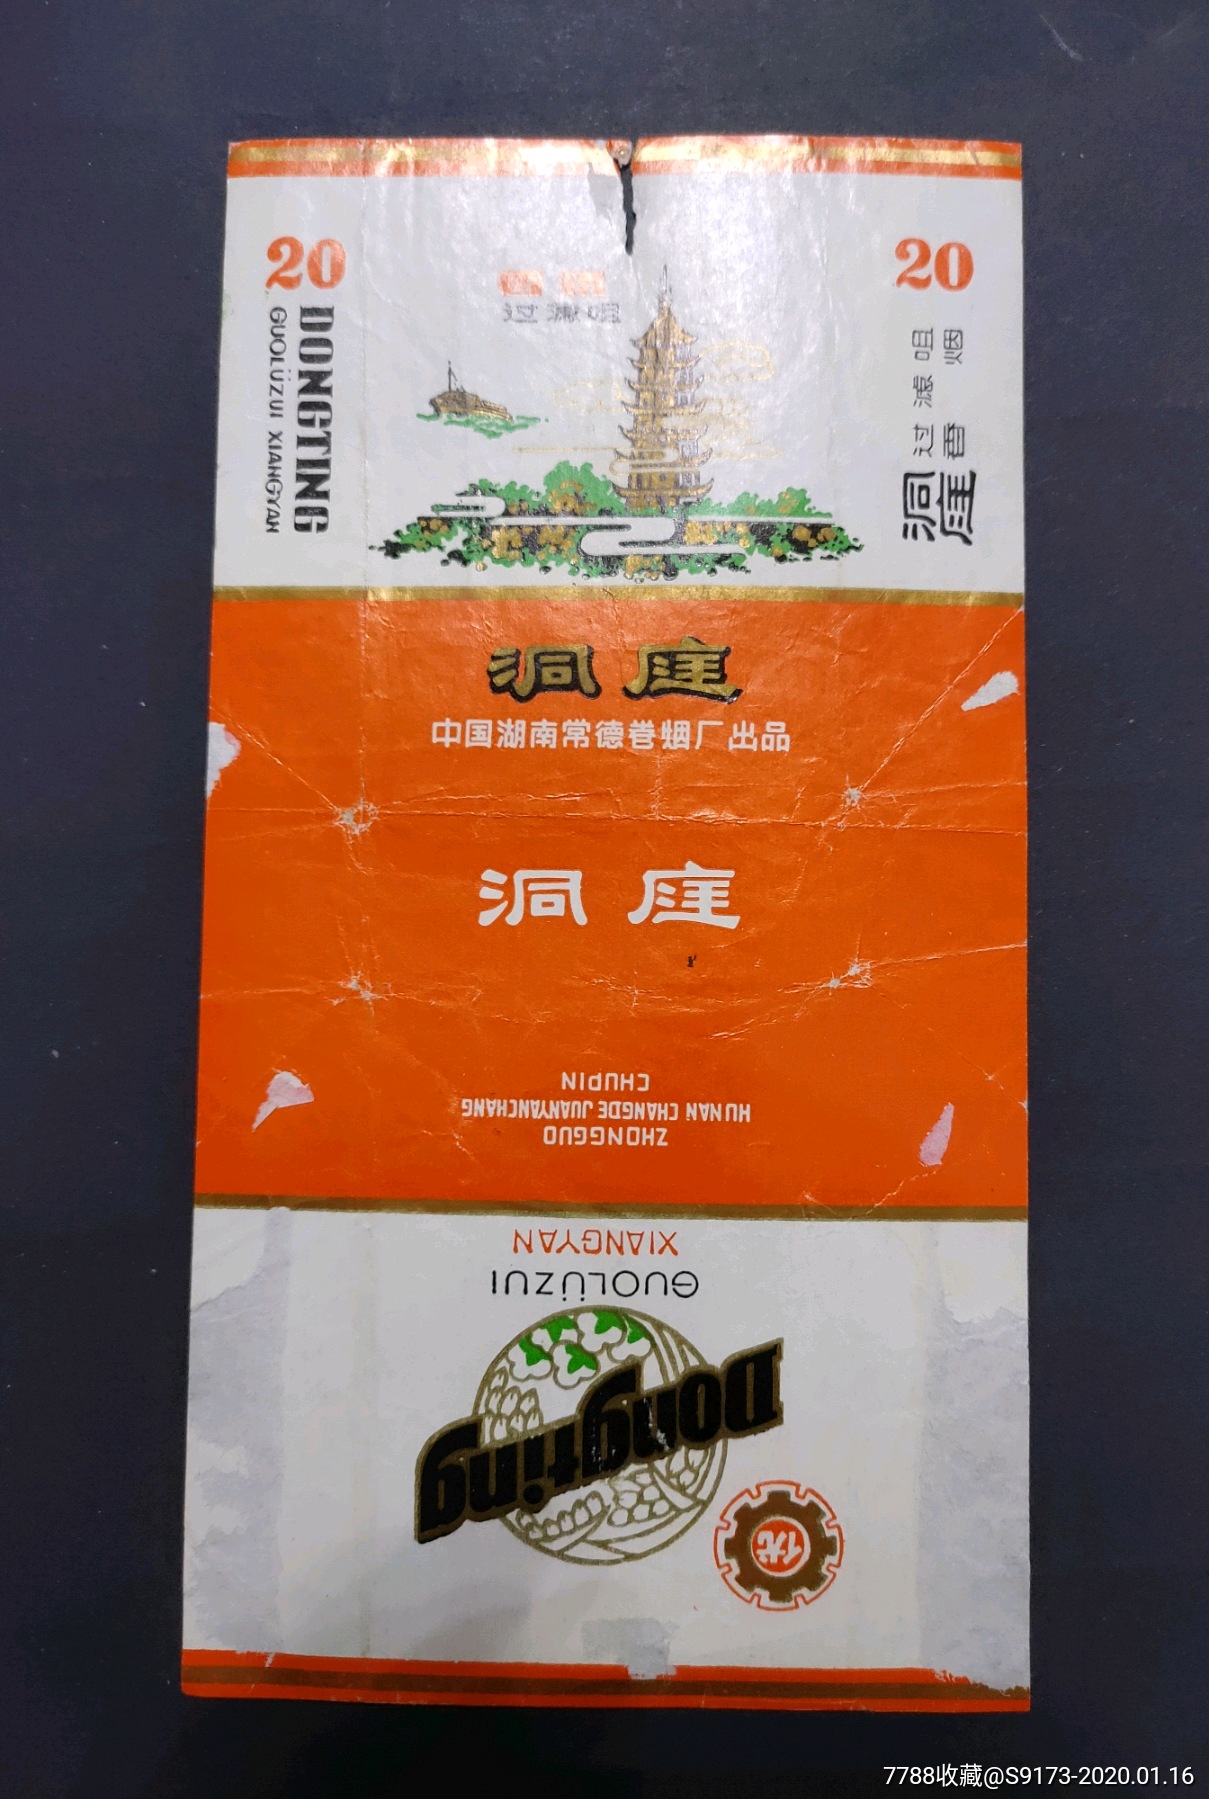 20
DONGTING
GUOLÜZUI XIANGYAN
过滤咀
20
洞庭
过滤咀
香烟
洞庭
中国湖南常德卷烟厂出品
洞庭
ZHONGGUO
HUNAN CHANGDE JUANYANCHANG
CHUPIN
优
Dongting
GUOLÜZUI
XIANGYAN
7788收藏@S9173-2020.01.16